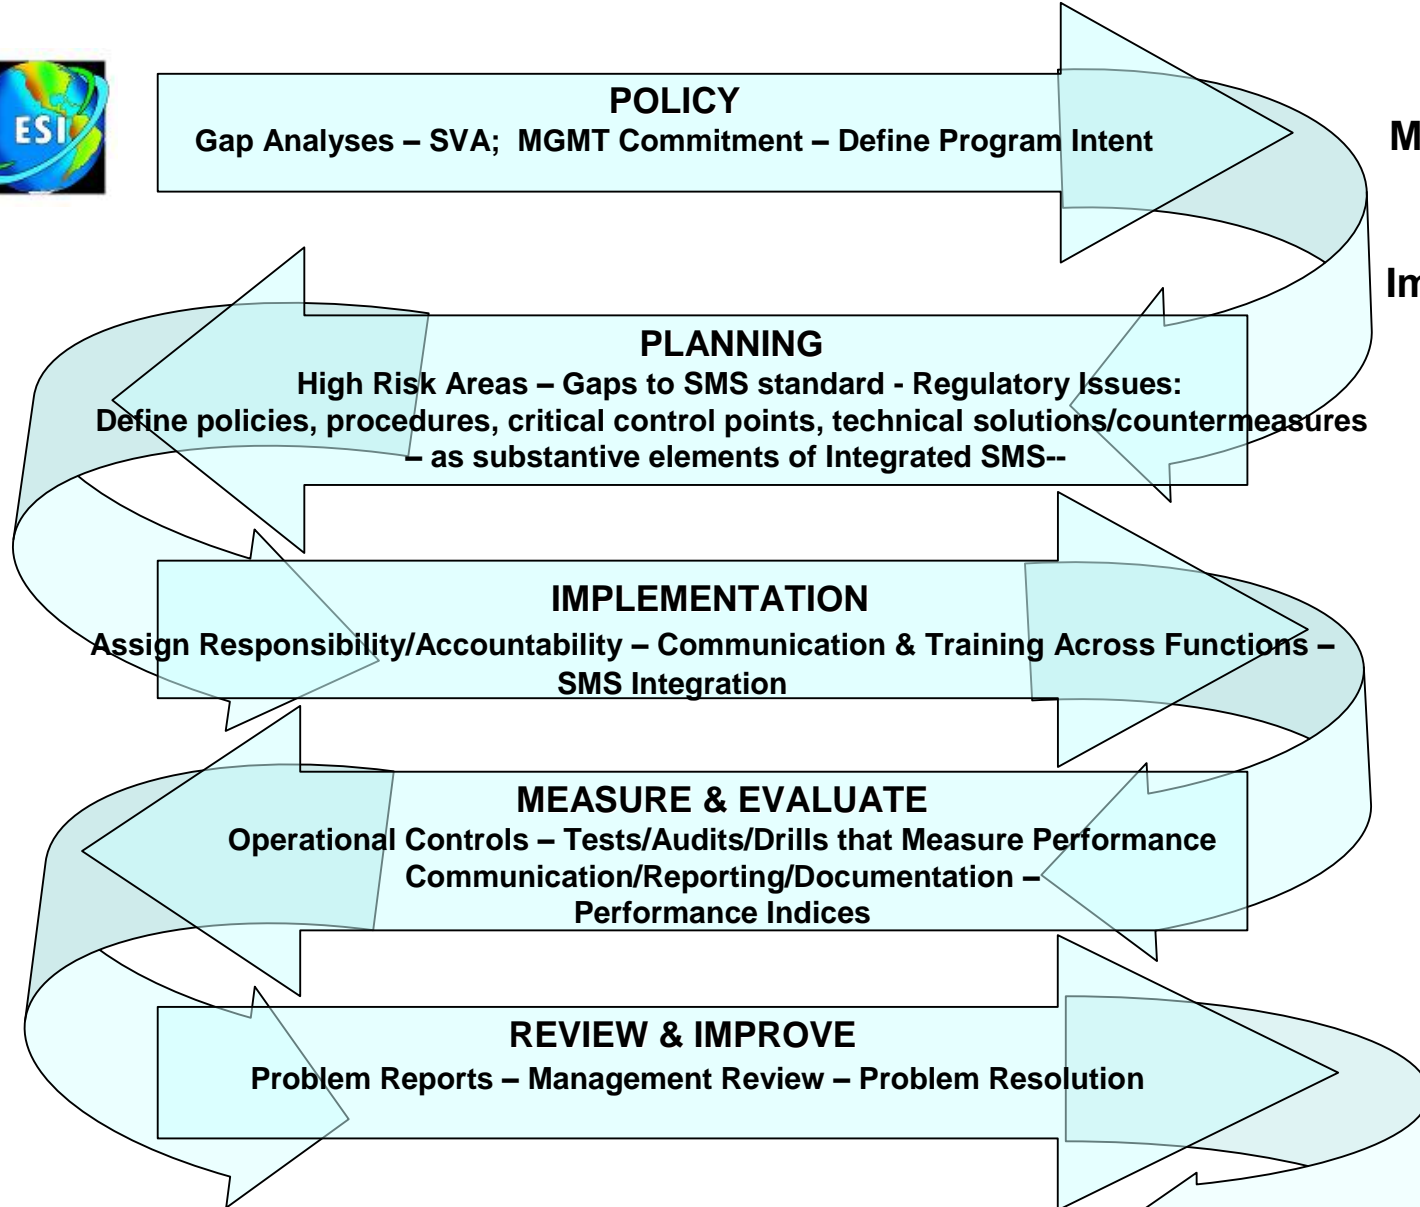 ESI
POLICY
Gap Analyses – SVA;  MGMT Commitment – Define Program Intent
M
Im
PLANNING
High Risk Areas – Gaps to SMS standard - Regulatory Issues:
Define policies, procedures, critical control points, technical solutions/countermeasures
– as substantive elements of Integrated SMS--
IMPLEMENTATION
Assign Responsibility/Accountability – Communication & Training Across Functions –
SMS Integration
MEASURE & EVALUATE
Operational Controls – Tests/Audits/Drills that Measure Performance
Communication/Reporting/Documentation –
Performance Indices
REVIEW & IMPROVE
Problem Reports – Management Review – Problem Resolution